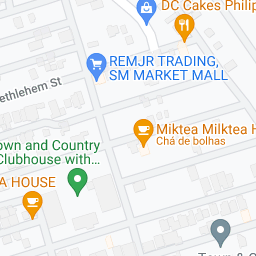 DC Cakes Philip
REMJR TRADING,
SM MARKET MALL
ethlehem St
Miktea Milktea H
Chá de bolhas
own and Country
Clubhouse with...
A HOUSE
Town & C